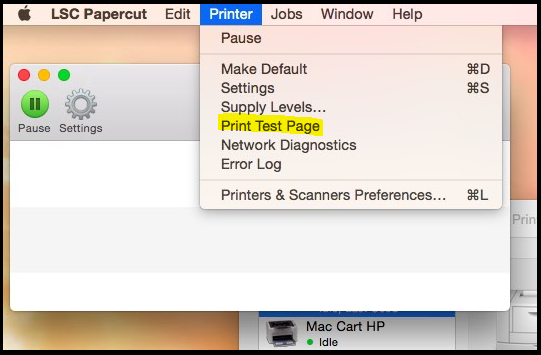 LSC Papercut Edit Printer Jobs Window Help
Pause
Make Default ⌘D
Settings ⌘S
Supply Levels...
Print Test Page
Network Diagnostics
Error Log
Printers & Scanners Preferences... ⌘L
Pause Settings
Print
Mac Cart HP
Idle